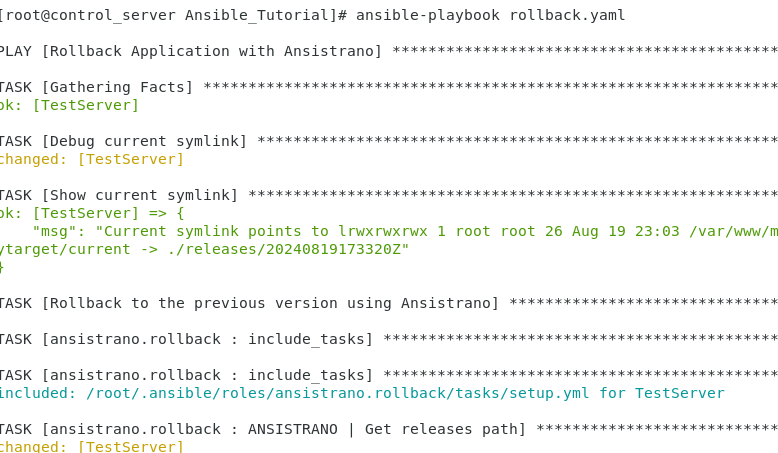 [root@control_server Ansible_Tutorial]# ansible-playbook rollback.yaml
PLAY [Rollback Application with Ansistrano] *******************************************
TASK [Gathering Facts] ****************************************************************
ok: [TestServer]
TASK [Debug current symlink] **********************************************************
changed: [TestServer]
TASK [Show current symlink] ***********************************************************
ok: [TestServer] => {
    "msg": "Current symlink points to lrwxrwxrwx 1 root root 26 Aug 19 23:03 /var/www/m
ytarget/current -> ./releases/20240819173320Z"
}
TASK [Rollback to the previous version using Ansistrano] ******************************
TASK [ansistrano.rollback : include_tasks] ********************************************
TASK [ansistrano.rollback : include_tasks] ********************************************
included: /root/.ansible/roles/ansistrano.rollback/tasks/setup.yml for TestServer
TASK [ansistrano.rollback : ANSISTRANO | Get releases path] ***************************
changed: [TestServer]